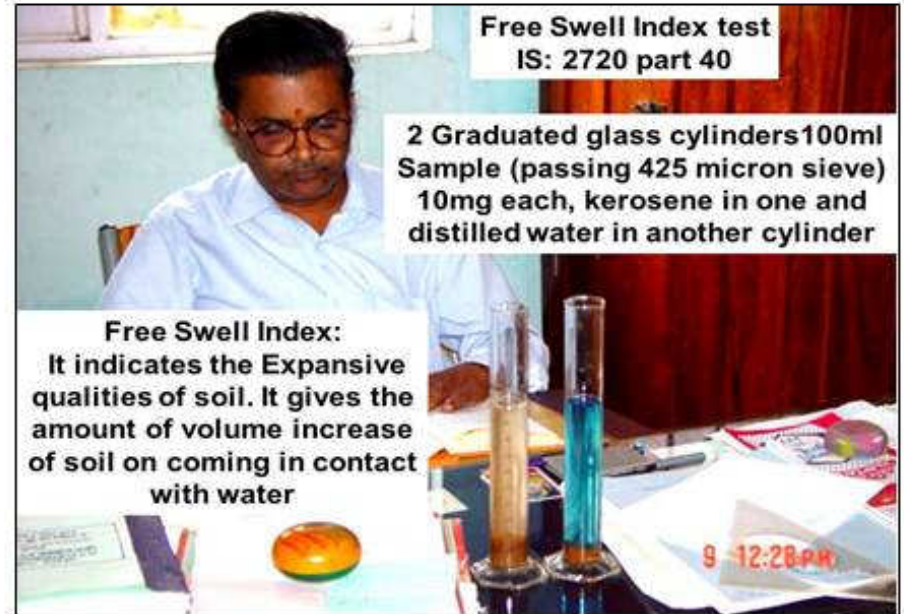 Free Swell Index test
IS: 2720 part 40
2 Graduated glass cylinders100ml
Sample (passing 425 micron sieve)
10mg each, kerosene in one and
distilled water in another cylinder
Free Swell Index:
It indicates the Expansive
qualities of soil. It gives the
amount of volume increase
of soil on coming in contact
with water
9 12:28PM